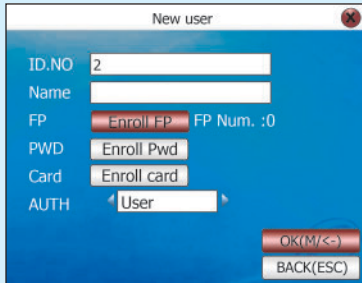 New user
ID.NO 2
Name
FP Enroll FP FP Num. :0
PWD Enroll Pwd
Card Enroll card
AUTH User
OK(M/<-)
BACK(ESC)